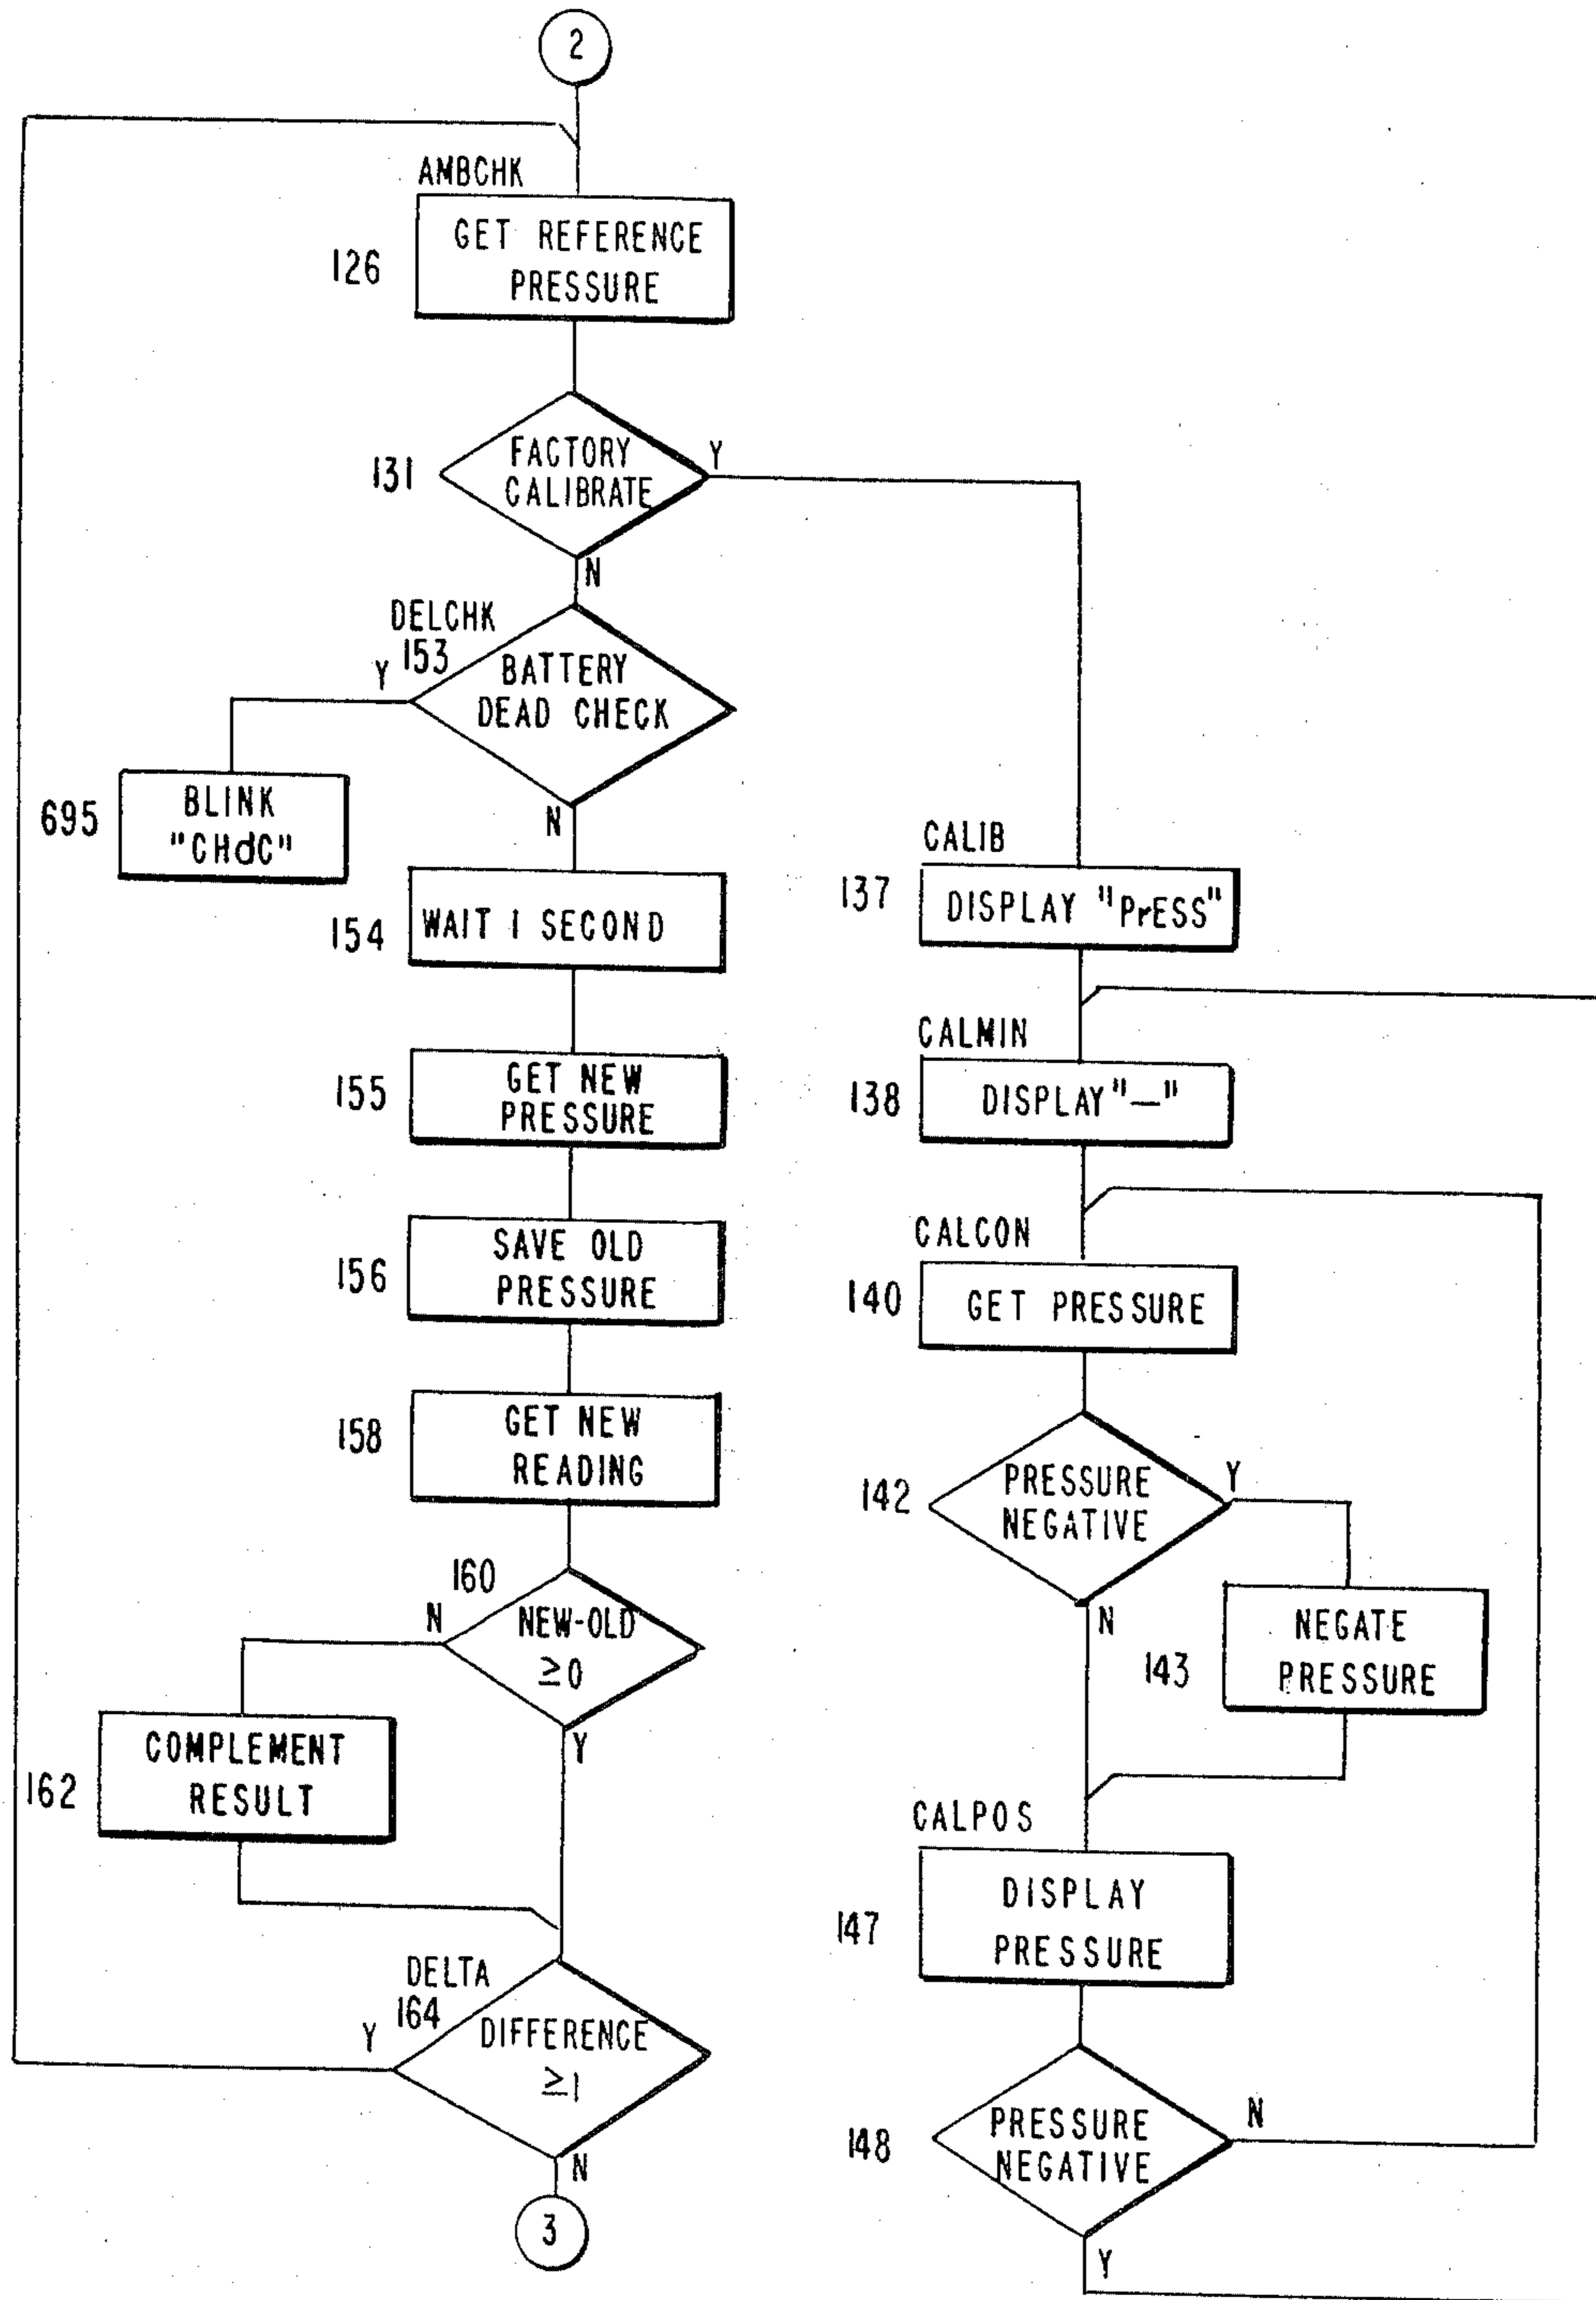 2
AMBCHK
126
GET REFERENCE
PRESSURE
131
FACTORY
CALIBRATE
Y
N
DELCHK
153
Y
BATTERY
DEAD CHECK
N
695
BLINK
"CHdC"
154
WAIT 1 SECOND
155
GET NEW
PRESSURE
156
SAVE OLD
PRESSURE
158
GET NEW
READING
160
N
NEW-OLD
≥0
Y
162
COMPLEMENT
RESULT
DELTA
164
Y
DIFFERENCE
≥1
N
3
CALIB
137
DISPLAY "PrESS"
CALMIN
138
DISPLAY "—"
CALCON
140
GET PRESSURE
142
PRESSURE
NEGATIVE
Y
N
143
NEGATE
PRESSURE
CALPOS
147
DISPLAY
PRESSURE
148
PRESSURE
NEGATIVE
N
Y